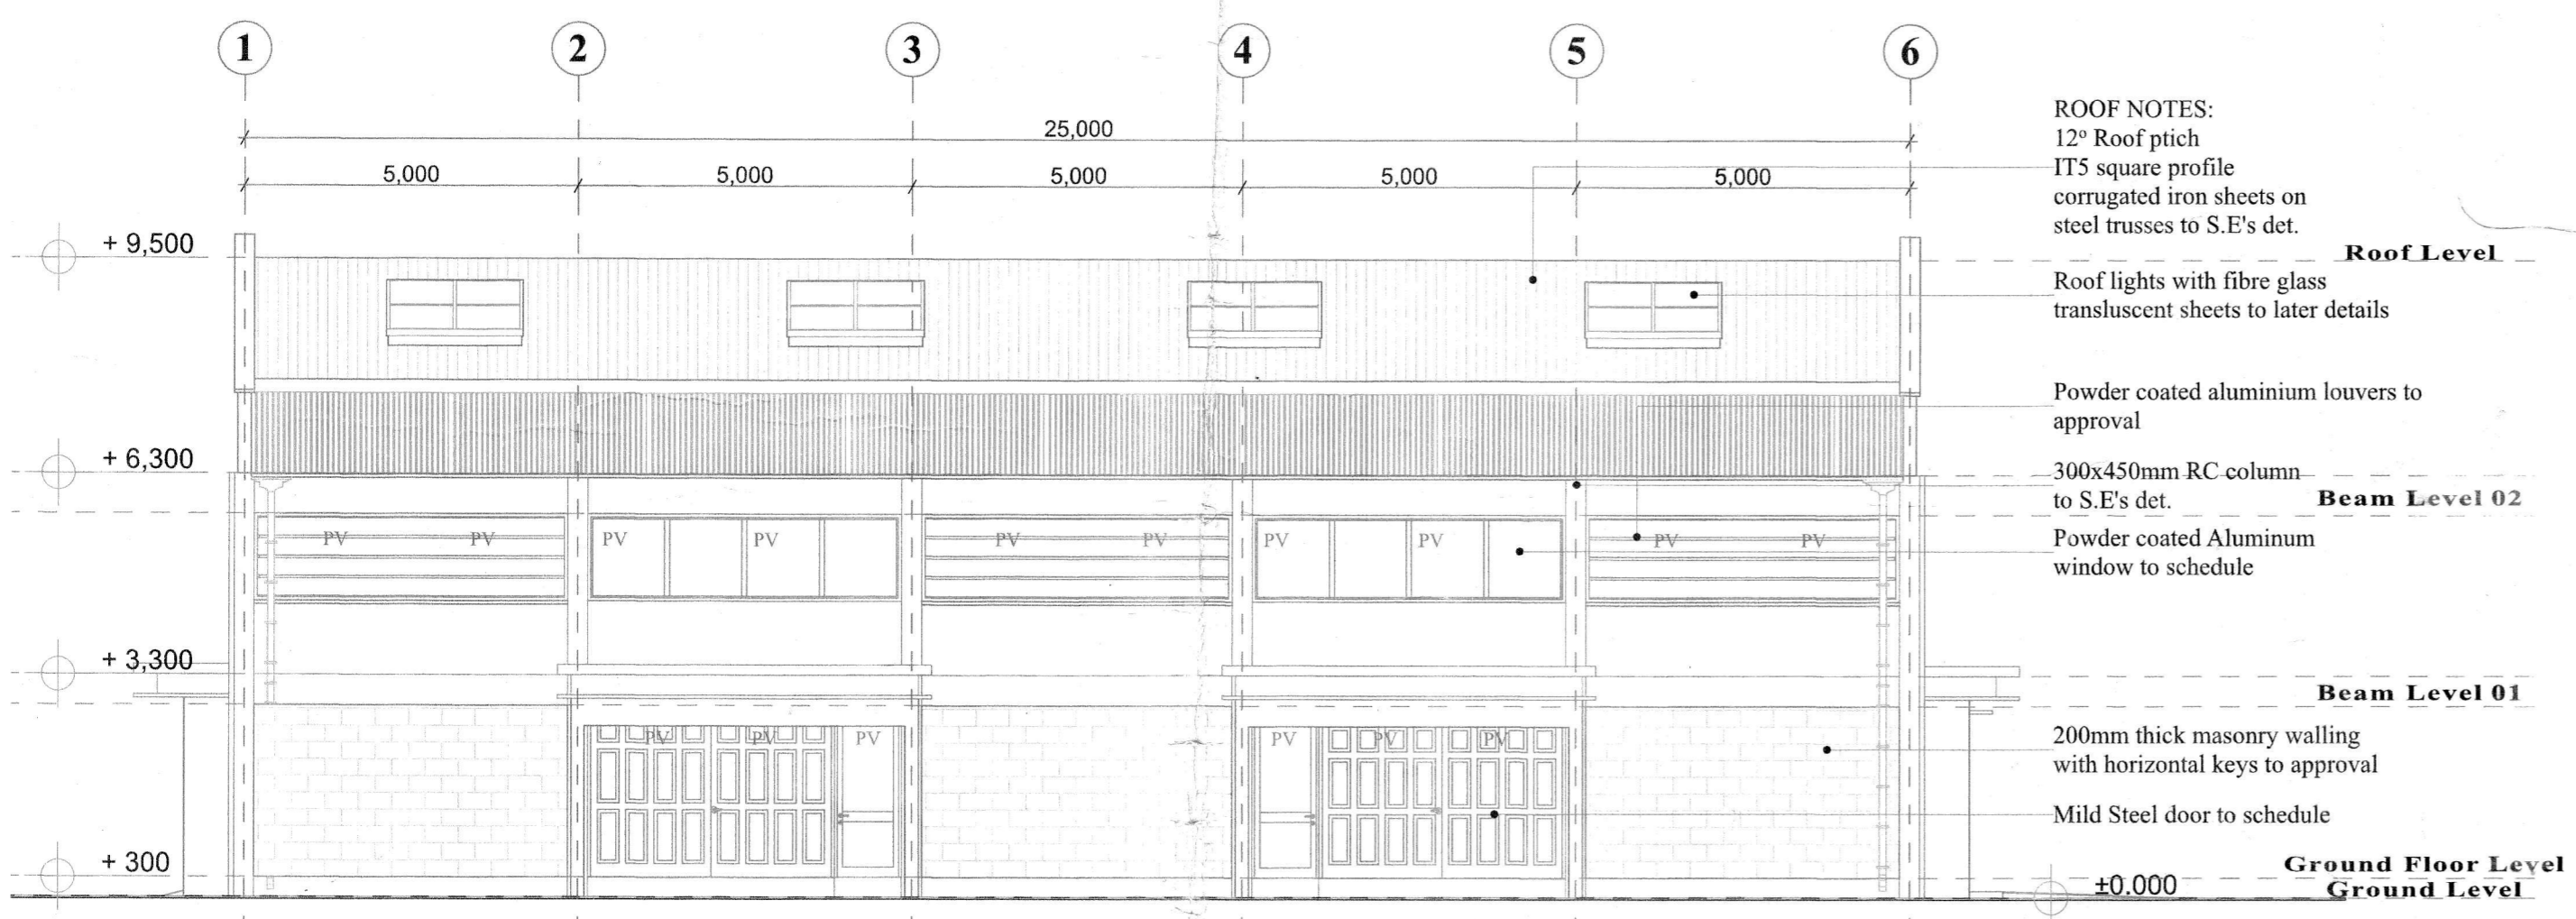 1 2 3 4 5 6
25,000
5,000 5,000 5,000 5,000 5,000
ROOF NOTES:
12º Roof ptich
IT5 square profile
corrugated iron sheets on
steel trusses to S.E's det.
+ 9,500
Roof Level
Roof lights with fibre glass
transluscent sheets to later details
Powder coated aluminium louvers to
approval
+ 6,300
300x450mm RC column
to S.E's det.
Beam Level 02
PV PV PV PV PV PV PV PV PV PV
Powder coated Aluminum
window to schedule
+ 3,300
Beam Level 01
PV PV PV PV PV PV
200mm thick masonry walling
with horizontal keys to approval
Mild Steel door to schedule
+ 300
Ground Floor Level
±0.000
Ground Level